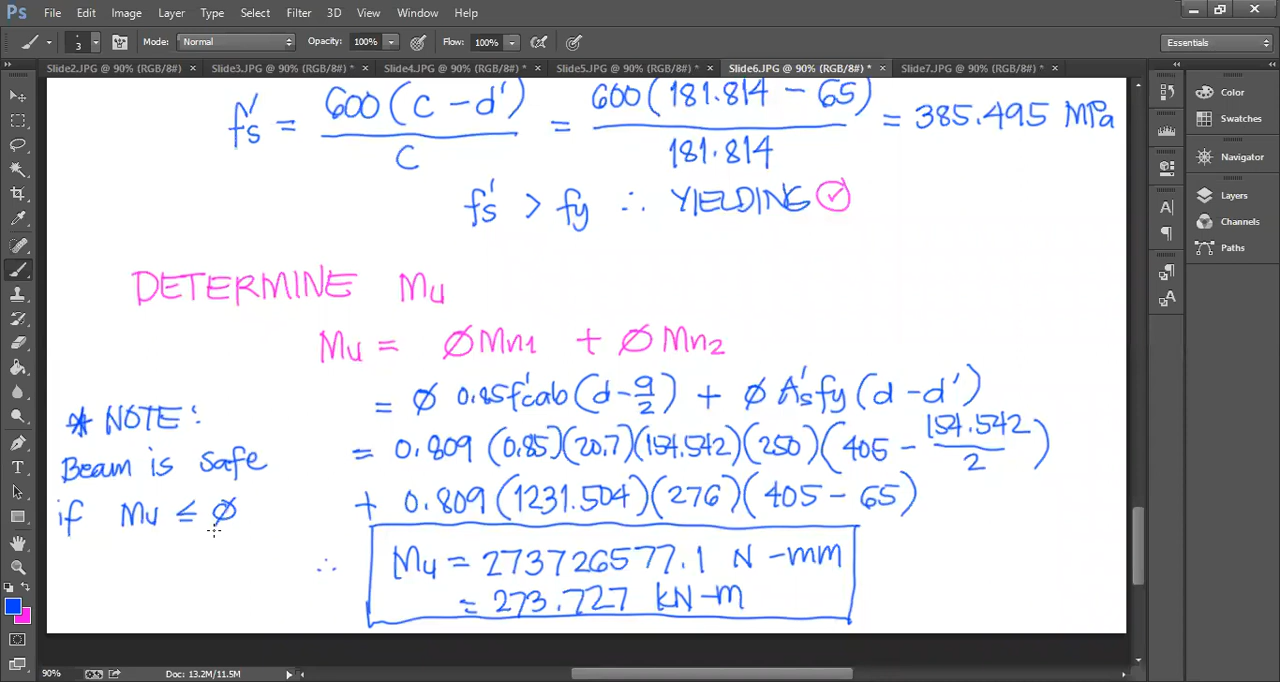 Ps File Edit Image Layer Type Select Filter 3D View Window Help
3 Mode: Normal Opacity: 100% Flow: 100% Essentials
Slide2.JPG @ 90% (RGB/8#) × Slide3.JPG @ 90% (RGB/8#) * × Slide4.JPG @ 90% (RGB/8#) * × Slide5.JPG @ 90% (RGB/8#) * × Slide6.JPG @ 90% (RGB/8#) * × Slide7.JPG @ 90% (RGB/8#) * ×
fs' = 600(C - d') / C = 600(181.814 - 65) / 181.814 = 385.495 MPa
fs' > fy ∴ YIELDING ✓
DETERMINE Mu
Mu = ØMn1 + ØMn2
= Ø 0.85f'cab(d - a/2) + Ø As'fy(d - d')
* NOTE:
= 0.809 (0.85)(20.7)(154.542)(250)(405 - 154.542/2)
Beam is safe
+ 0.809(1231.504)(276)(405 - 65)
if Mu ≤ Ø
∴ Mu = 273726577.1 N-mm
= 273.727 kN-m
Color
Swatches
Navigator
Layers
Channels
Paths
90% Doc: 13.2M/11.5M